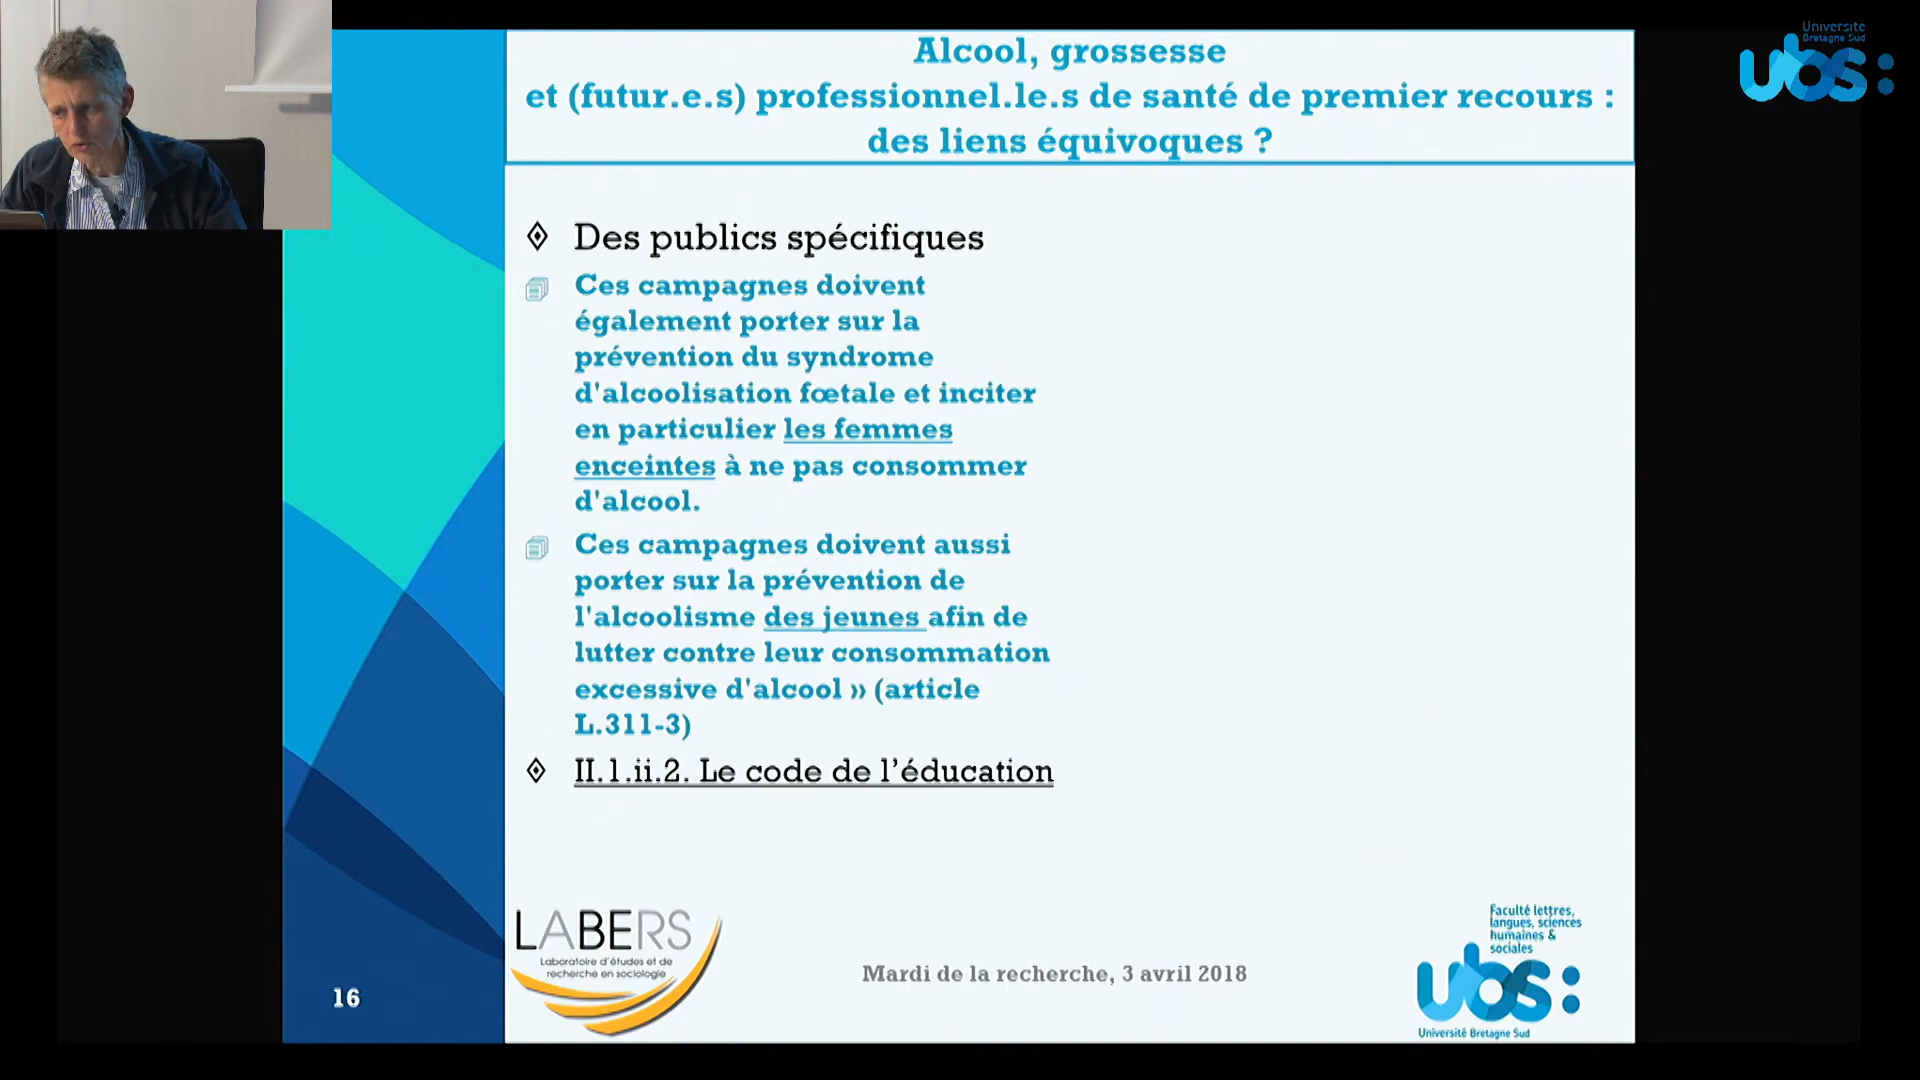 Université
Bretagne Sud
ubs:
Alcool, grossesse
et (futur.e.s) professionnel.le.s de santé de premier recours :
des liens équivoques ?
Des publics spécifiques
Ces campagnes doivent
également porter sur la
prévention du syndrome
d'alcoolisation fœtale et inciter
en particulier les femmes
enceintes à ne pas consommer
d'alcool.
Ces campagnes doivent aussi
porter sur la prévention de
l'alcoolisme des jeunes afin de
lutter contre leur consommation
excessive d'alcool » (article
L.311-3)
II.1.ii.2. Le code de l’éducation
LABERS
Laboratoire d'études et de
recherche en sociologie
16
Mardi de la recherche, 3 avril 2018
Faculté lettres,
langues, sciences
humaines &
sociales
ubs:
Université Bretagne Sud